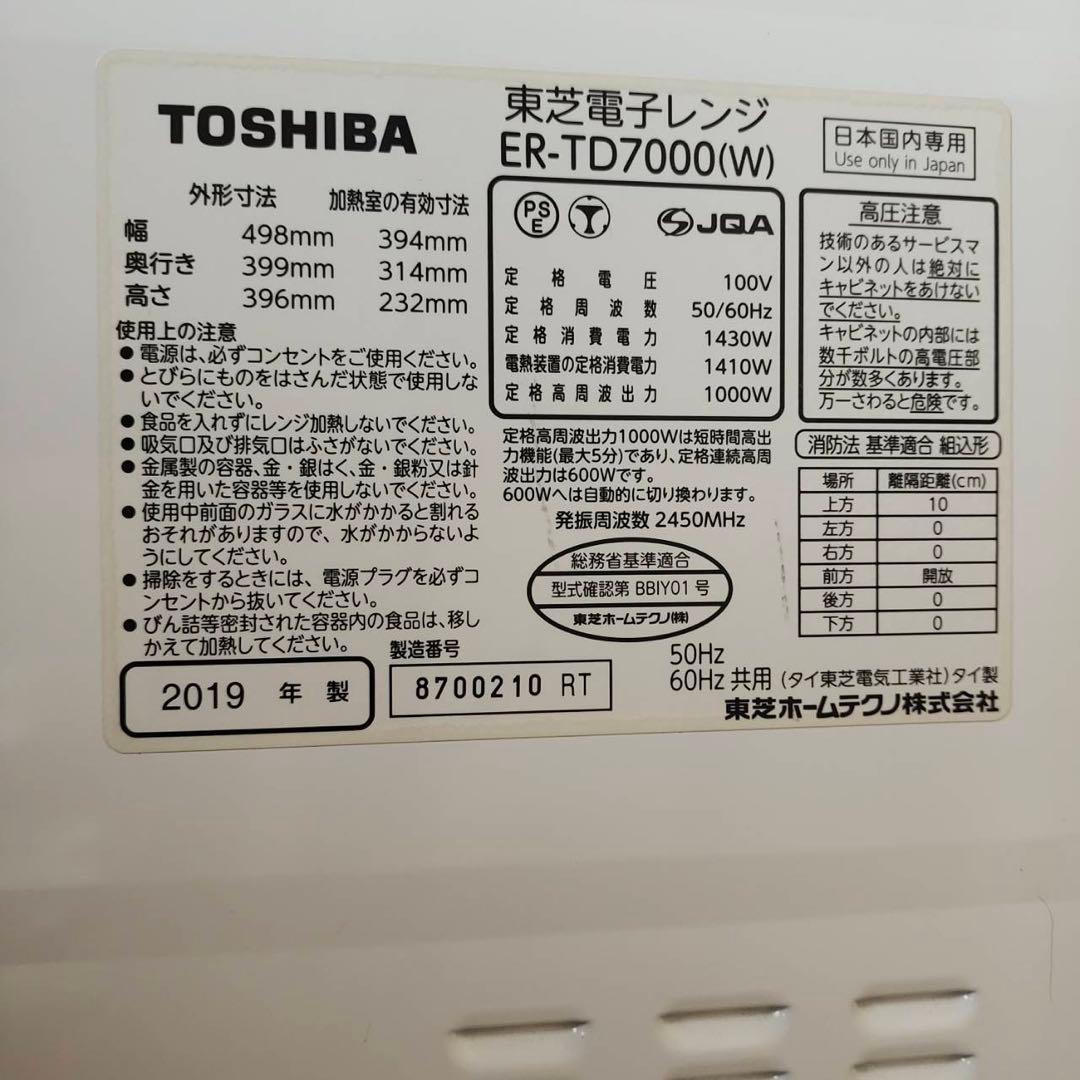 TOSHIBA
東芝電子レンジ
ER-TD7000(W)
日本国内専用
Use only in Japan
外形寸法 加熱室の有効寸法
幅 498mm 394mm
奥行き 399mm 314mm
高さ 396mm 232mm
使用上の注意
●電源は、必ずコンセントをご使用ください。
●とびらにものをはさんだ状態で使用しな
いでください。
●食品を入れずにレンジ加熱しないでください。
●吸気口及び排気口はふさがないでください。
●金属製の容器、金・銀はく、金・銀粉又は針
金を用いた容器等を使用しないでください。
●使用中前面のガラスに水がかかると割れる
おそれがありますので、水がかからないよ
うにしてください。
●掃除をするときには、電源プラグを必ずコ
ンセントから抜いてください。
●びん詰等密封された容器内の食品は、移し
かえて加熱してください。
2019 年 製
製造番号
8700210 RT
PS
E
JQA
定格電圧 100V
定格周波数 50/60Hz
定格消費電力 1430W
電熱装置の定格消費電力 1410W
定格高周波出力 1000W
定格高周波出力1000Wは短時間高出
力機能(最大5分)であり、定格連続高周
波出力は600Wです。
600Wへは自動的に切り換わります。
発振周波数 2450MHz
総務省基準適合
型式確認第 BBIY01 号
東芝ホームテクノ(株)
高圧注意
技術のあるサービスマ
ン以外の人は絶対に
キャビネットをあけない
でください。
キャビネットの内部には
数千ボルトの高電圧部
分が数多くあります。
万一さわると危険です。
消防法 基準適合 組込形
場所 離隔距離(cm)
上方 10
左方 0
右方 0
前方 開放
後方 0
下方 0
50Hz
60Hz 共用 (タイ東芝電気工業社)タイ製
東芝ホームテクノ株式会社